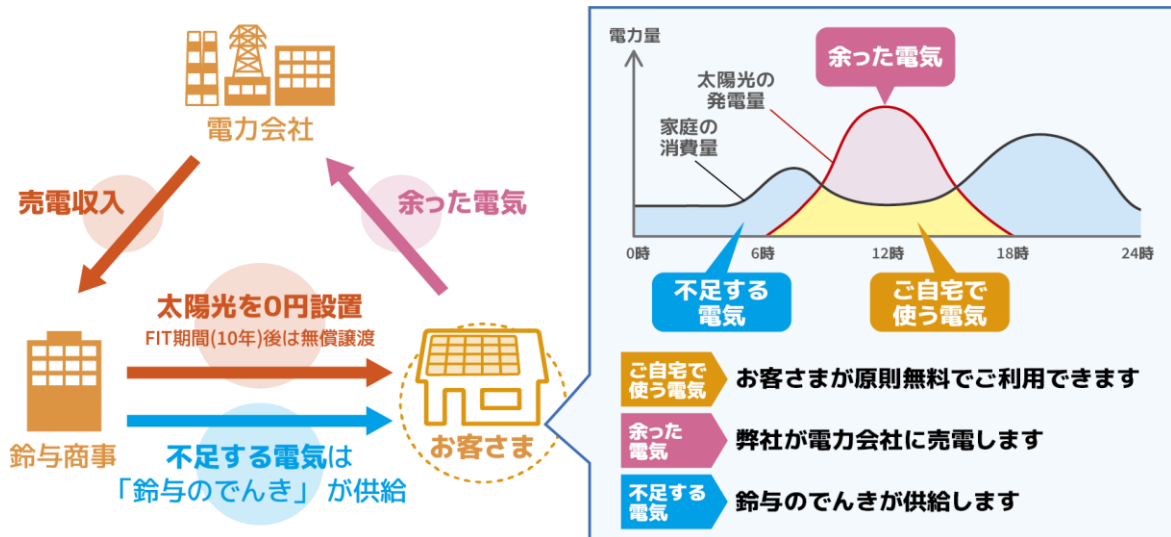 電力会社
売電収入
余った電気
太陽光を0円設置
FIT期間(10年)後は無償譲渡
鈴与商事
お客さま
不足する電気は
「鈴与のでんき」が供給
電力量
余った電気
太陽光の
発電量
家庭の
消費量
0時
6時
12時
18時
24時
不足する
電気
ご自宅で
使う電気
ご自宅で
使う電気
お客さまが原則無料でご利用できます
余った
電気
弊社が電力会社に売電します
不足する
電気
鈴与のでんきが供給します